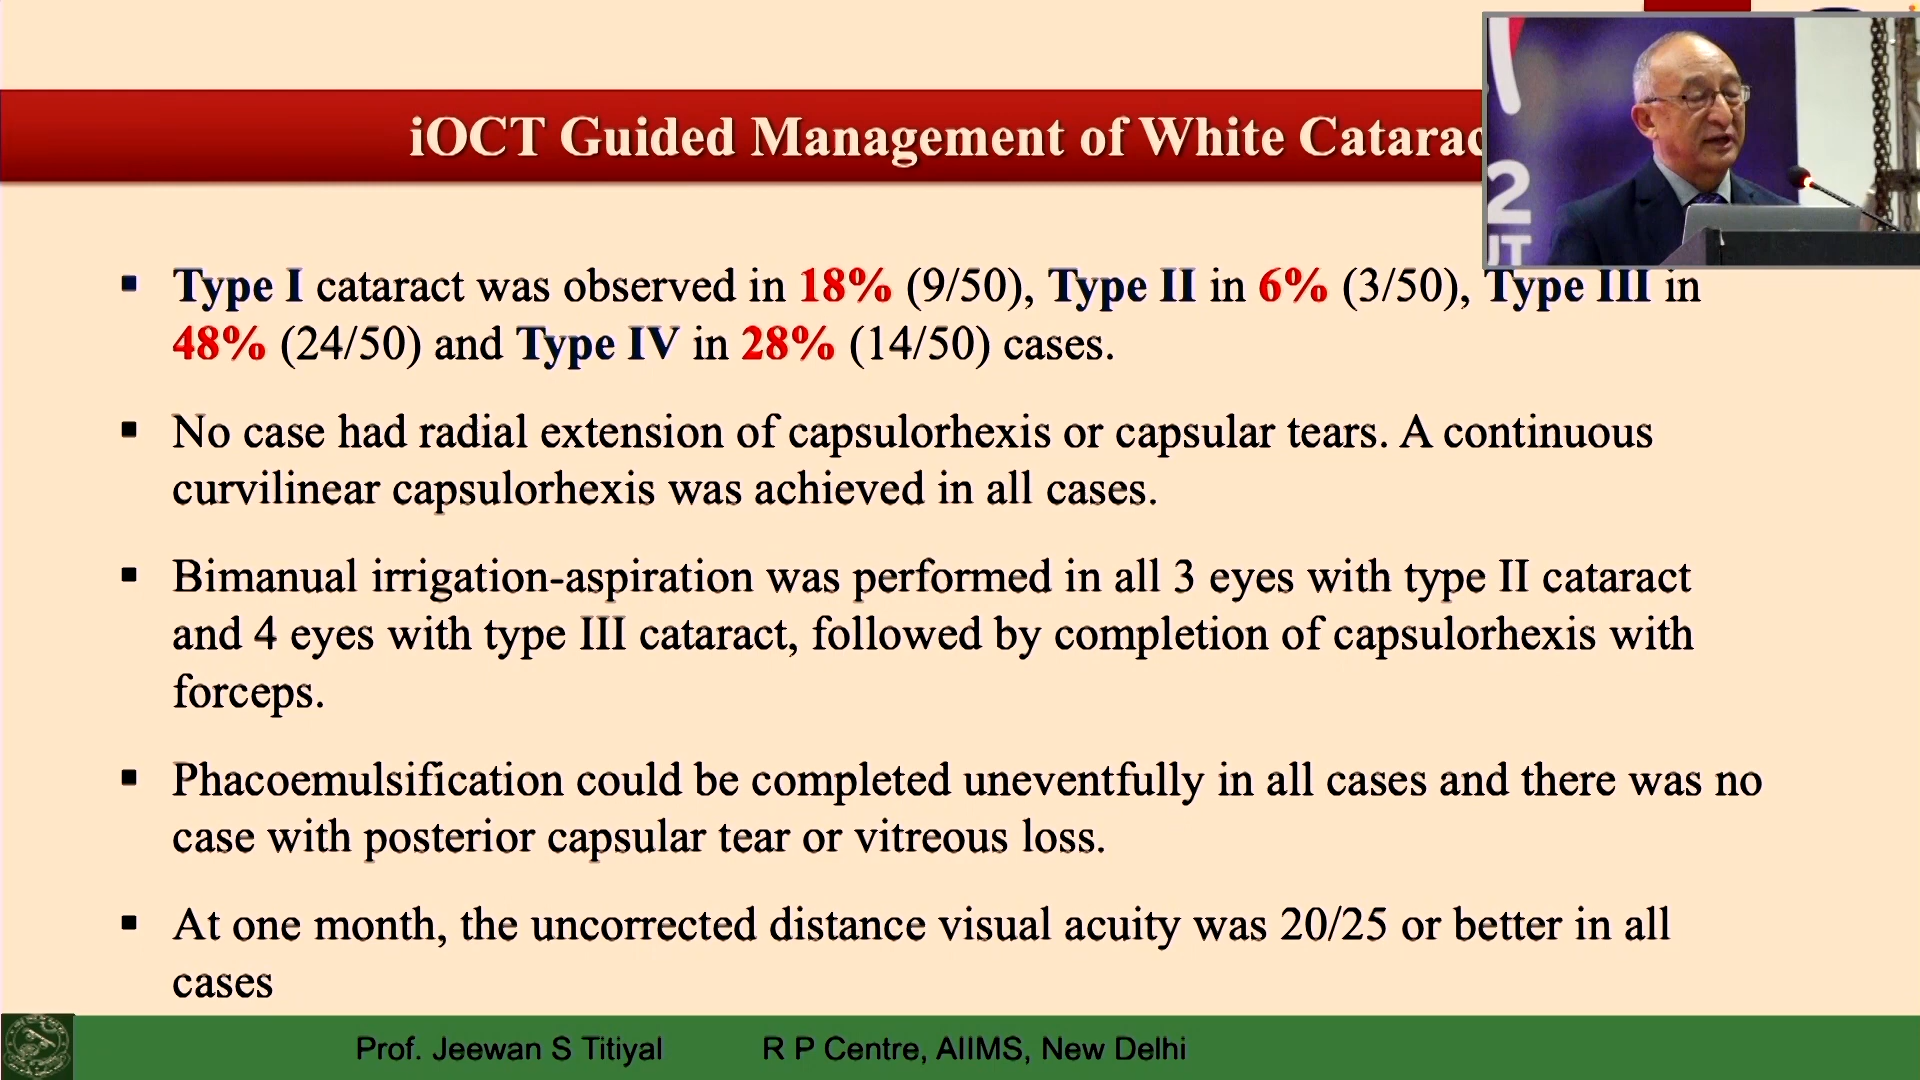 iOCT Guided Management of White Catarac
2
UT
▪ Type I cataract was observed in 18% (9/50), Type II in 6% (3/50), Type III in
48% (24/50) and Type IV in 28% (14/50) cases.
▪ No case had radial extension of capsulorhexis or capsular tears. A continuous
curvilinear capsulorhexis was achieved in all cases.
▪ Bimanual irrigation-aspiration was performed in all 3 eyes with type II cataract
and 4 eyes with type III cataract, followed by completion of capsulorhexis with
forceps.
▪ Phacoemulsification could be completed uneventfully in all cases and there was no
case with posterior capsular tear or vitreous loss.
▪ At one month, the uncorrected distance visual acuity was 20/25 or better in all
cases
Prof. Jeewan S Titiyal R P Centre, AIIMS, New Delhi